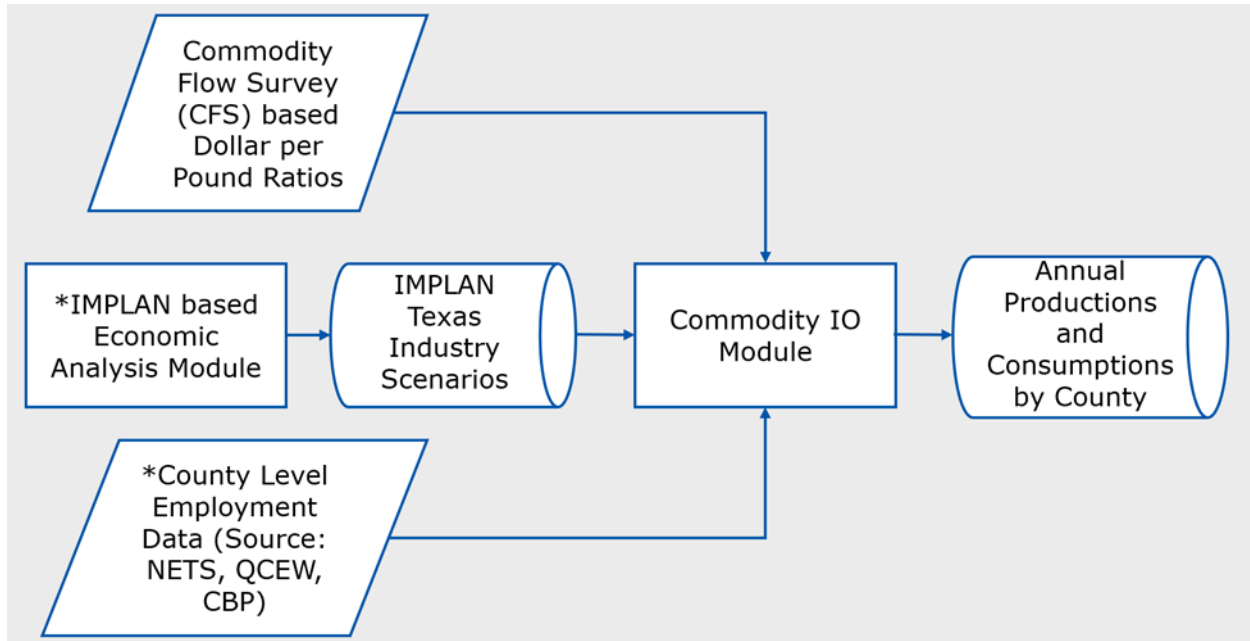 Commodity
Flow Survey
(CFS) based
Dollar per
Pound Ratios
*IMPLAN based
Economic
Analysis Module
IMPLAN
Texas
Industry
Scenarios
Commodity IO
Module
Annual
Productions
and
Consumptions
by County
*County Level
Employment
Data (Source:
NETS, QCEW,
CBP)